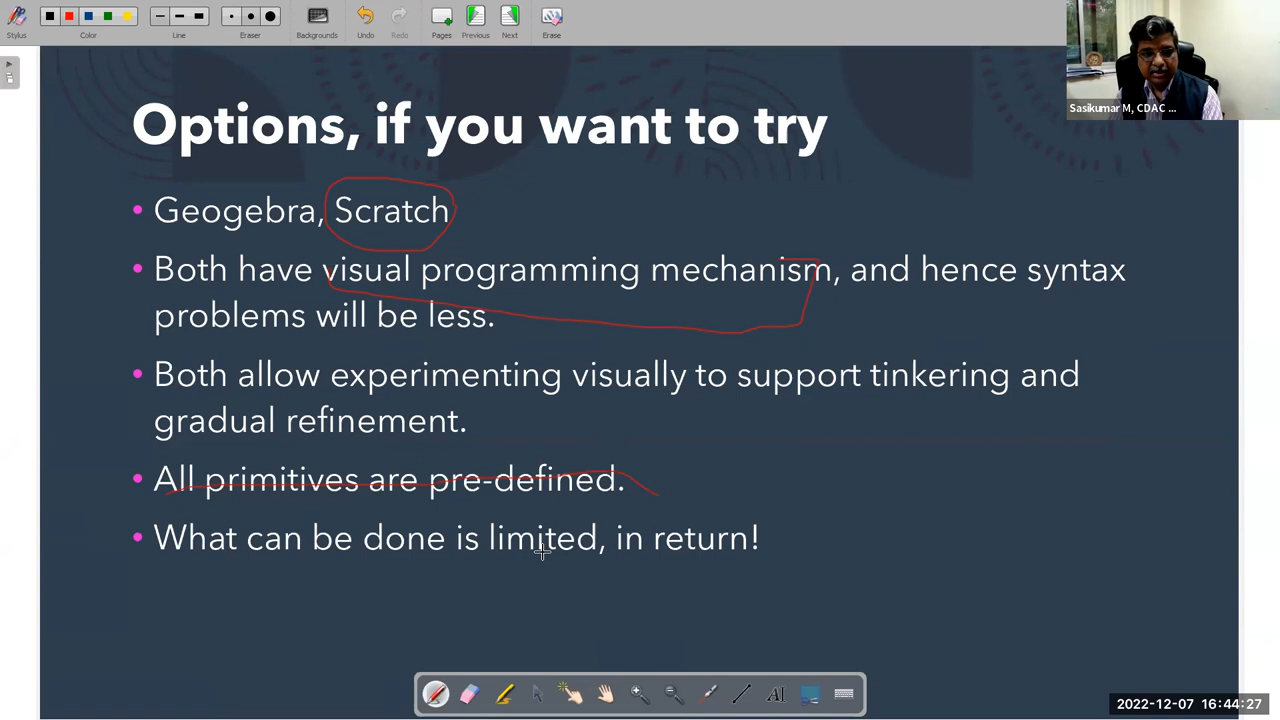 Stylus Color Line Eraser Backgrounds Undo Redo Pages Previous Next Erase
Sasikumar M, CDAC ...
Options, if you want to try
• Geogebra, Scratch
• Both have visual programming mechanism, and hence syntax
problems will be less.
• Both allow experimenting visually to support tinkering and
gradual refinement.
• All primitives are pre-defined.
• What can be done is limited, in return!
AI
2022-12-07 16:44:27